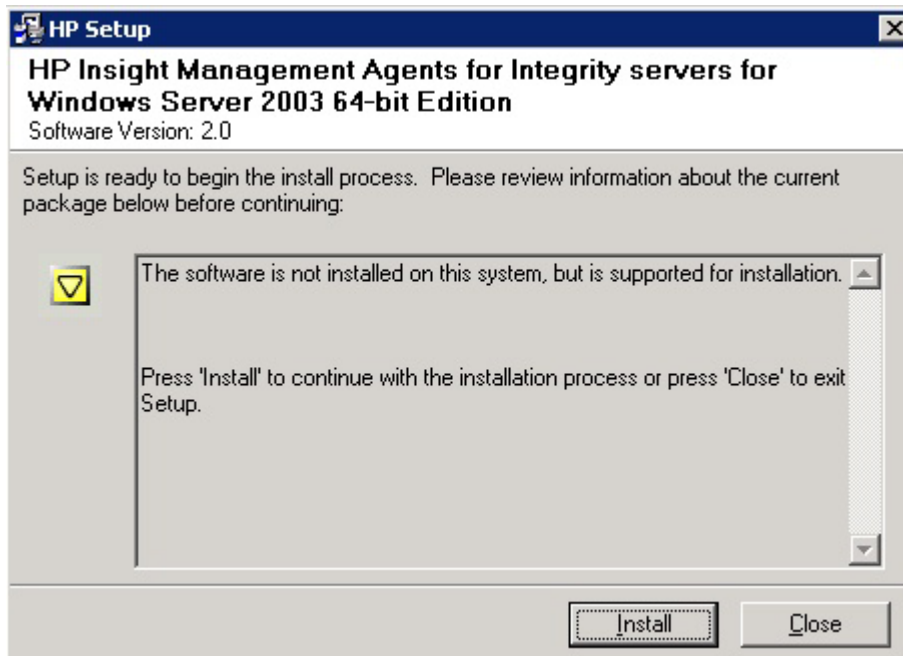 HP Setup
HP Insight Management Agents for Integrity servers for
Windows Server 2003 64-bit Edition
Software Version: 2.0
Setup is ready to begin the install process.  Please review information about the current
package below before continuing:
The software is not installed on this system, but is supported for installation.
Press 'Install' to continue with the installation process or press 'Close' to exit
Setup.
Install
Close